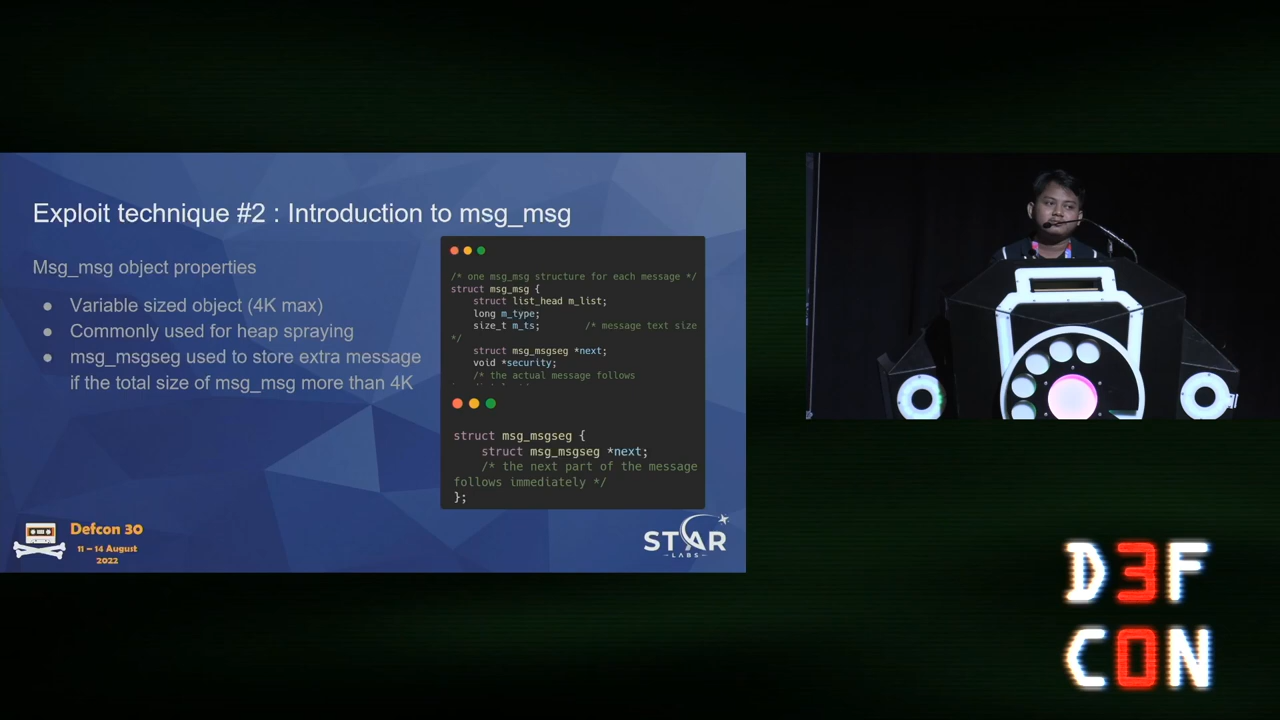 Exploit technique #2 : Introduction to msg_msg
Msg_msg object properties
● Variable sized object (4K max)
● Commonly used for heap spraying
● msg_msgseg used to store extra message
if the total size of msg_msg more than 4K
/* one msg_msg structure for each message */
struct msg_msg {
struct list_head m_list;
long m_type;
size_t m_ts; /* message text size
*/
struct msg_msgseg *next;
void *security;
/* the actual message follows
struct msg_msgseg {
struct msg_msgseg *next;
/* the next part of the message
follows immediately */
};
Defcon 30
11 – 14 August
2022
STAR
LABS
D3F
C0N